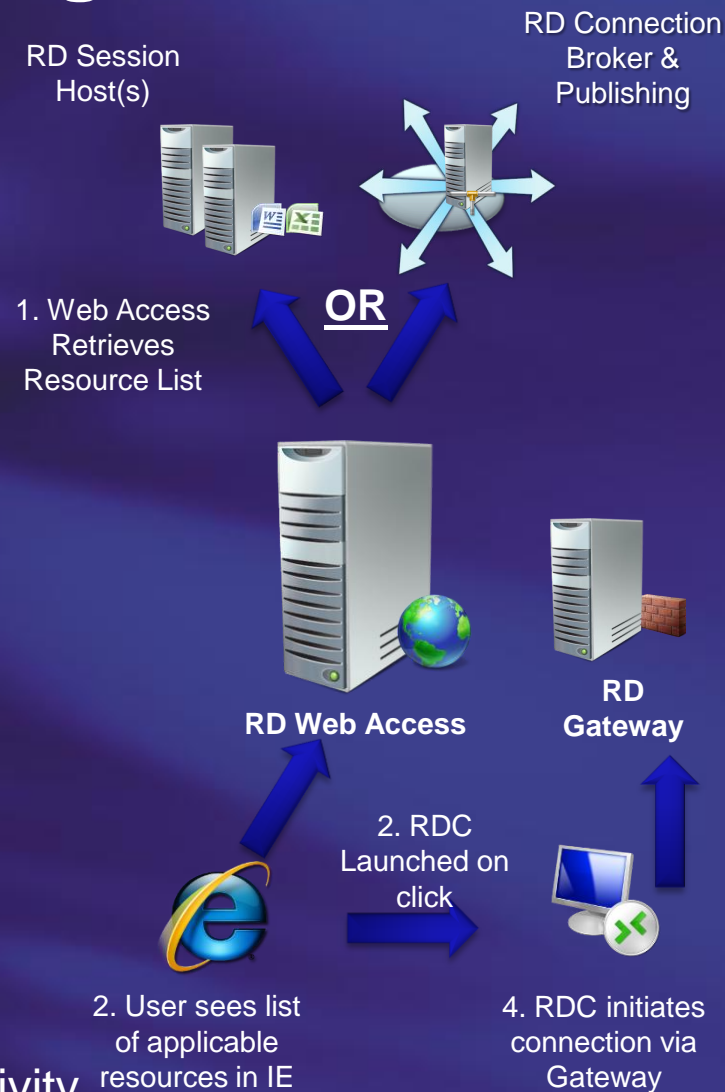 RD Session
Host(s)
RD Connection
Broker &
Publishing
1. Web Access
Retrieves
Resource List
OR
RD Web Access
RD
Gateway
2. RDC
Launched on
click
2. User sees list
of applicable
resources in IE
4. RDC initiates
connection via
Gateway